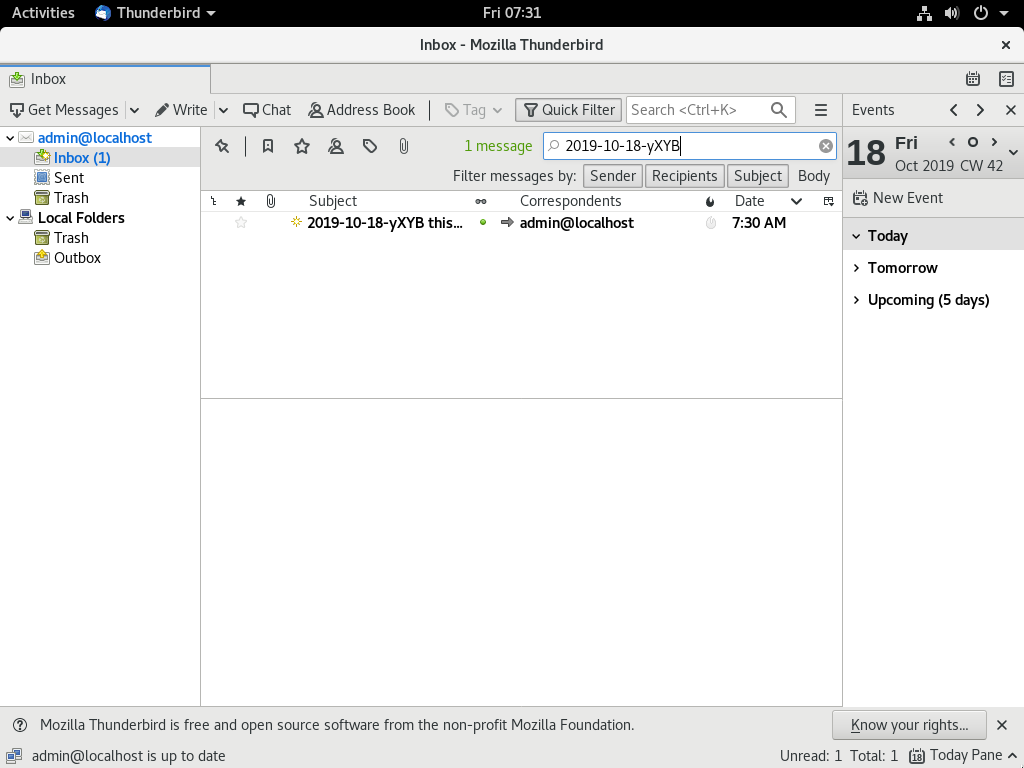 Activities Thunderbird Fri 07:31
Inbox - Mozilla Thunderbird
Inbox
Get Messages Write Chat Address Book Tag Quick Filter Search <Ctrl+K> Events
admin@localhost
Inbox (1)
Sent
Trash
Local Folders
Trash
Outbox
1 message 2019-10-18-yXYB
Filter messages by: Sender Recipients Subject Body
Subject Correspondents Date
2019-10-18-yXYB this... admin@localhost 7:30 AM
18 Fri
Oct 2019 CW 42
New Event
Today
Tomorrow
Upcoming (5 days)
Mozilla Thunderbird is free and open source software from the non-profit Mozilla Foundation. Know your rights...
admin@localhost is up to date Unread: 1 Total: 1 18 Today Pane